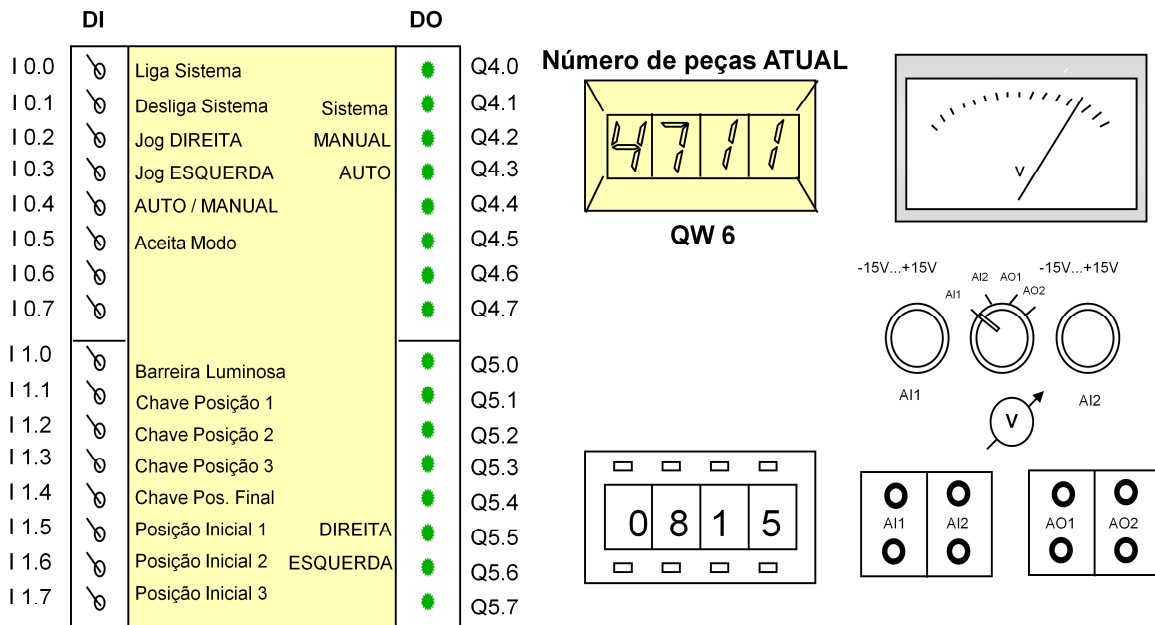 DI DO
I 0.0 Liga Sistema Q4.0
I 0.1 Desliga Sistema Sistema Q4.1
I 0.2 Jog DIREITA MANUAL Q4.2
I 0.3 Jog ESQUERDA AUTO Q4.3
I 0.4 AUTO / MANUAL Q4.4
I 0.5 Aceita Modo Q4.5
I 0.6 Q4.6
I 0.7 Q4.7
I 1.0 Barreira Luminosa Q5.0
I 1.1 Chave Posição 1 Q5.1
I 1.2 Chave Posição 2 Q5.2
I 1.3 Chave Posição 3 Q5.3
I 1.4 Chave Pos. Final Q5.4
I 1.5 Posição Inicial 1 DIREITA Q5.5
I 1.6 Posição Inicial 2 ESQUERDA Q5.6
I 1.7 Posição Inicial 3 Q5.7
Número de peças ATUAL
4711
QW 6
0 8 1 5
V
-15V...+15V -15V...+15V
AI1 AI2 AO1 AO2
AI1 AI2
V
AI1 AI2 AO1 AO2